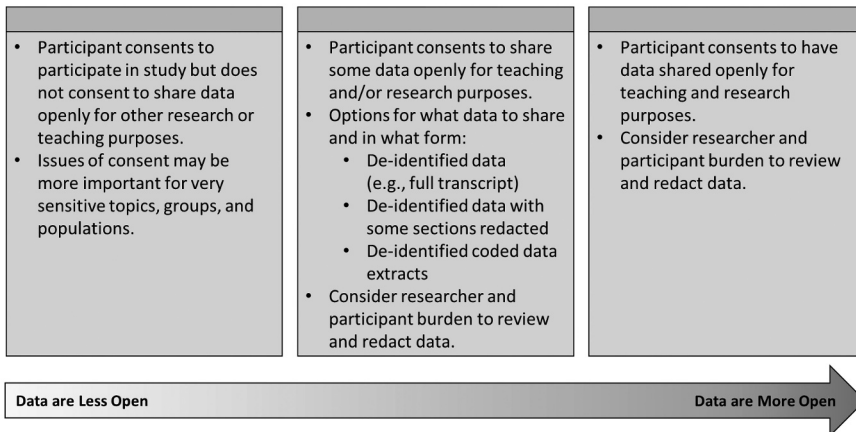 • Participant consents to
participate in study but does
not consent to share data
openly for other research or
teaching purposes.
• Issues of consent may be
more important for very
sensitive topics, groups, and
populations.
• Participant consents to share
some data openly for teaching
and/or research purposes.
• Options for what data to share
and in what form:
• De-identified data
(e.g., full transcript)
• De-identified data with
some sections redacted
• De-identified coded data
extracts
• Consider researcher and
participant burden to review
and redact data.
• Participant consents to have
data shared openly for
teaching and research
purposes.
• Consider researcher and
participant burden to review
and redact data.
Data are Less Open
Data are More Open